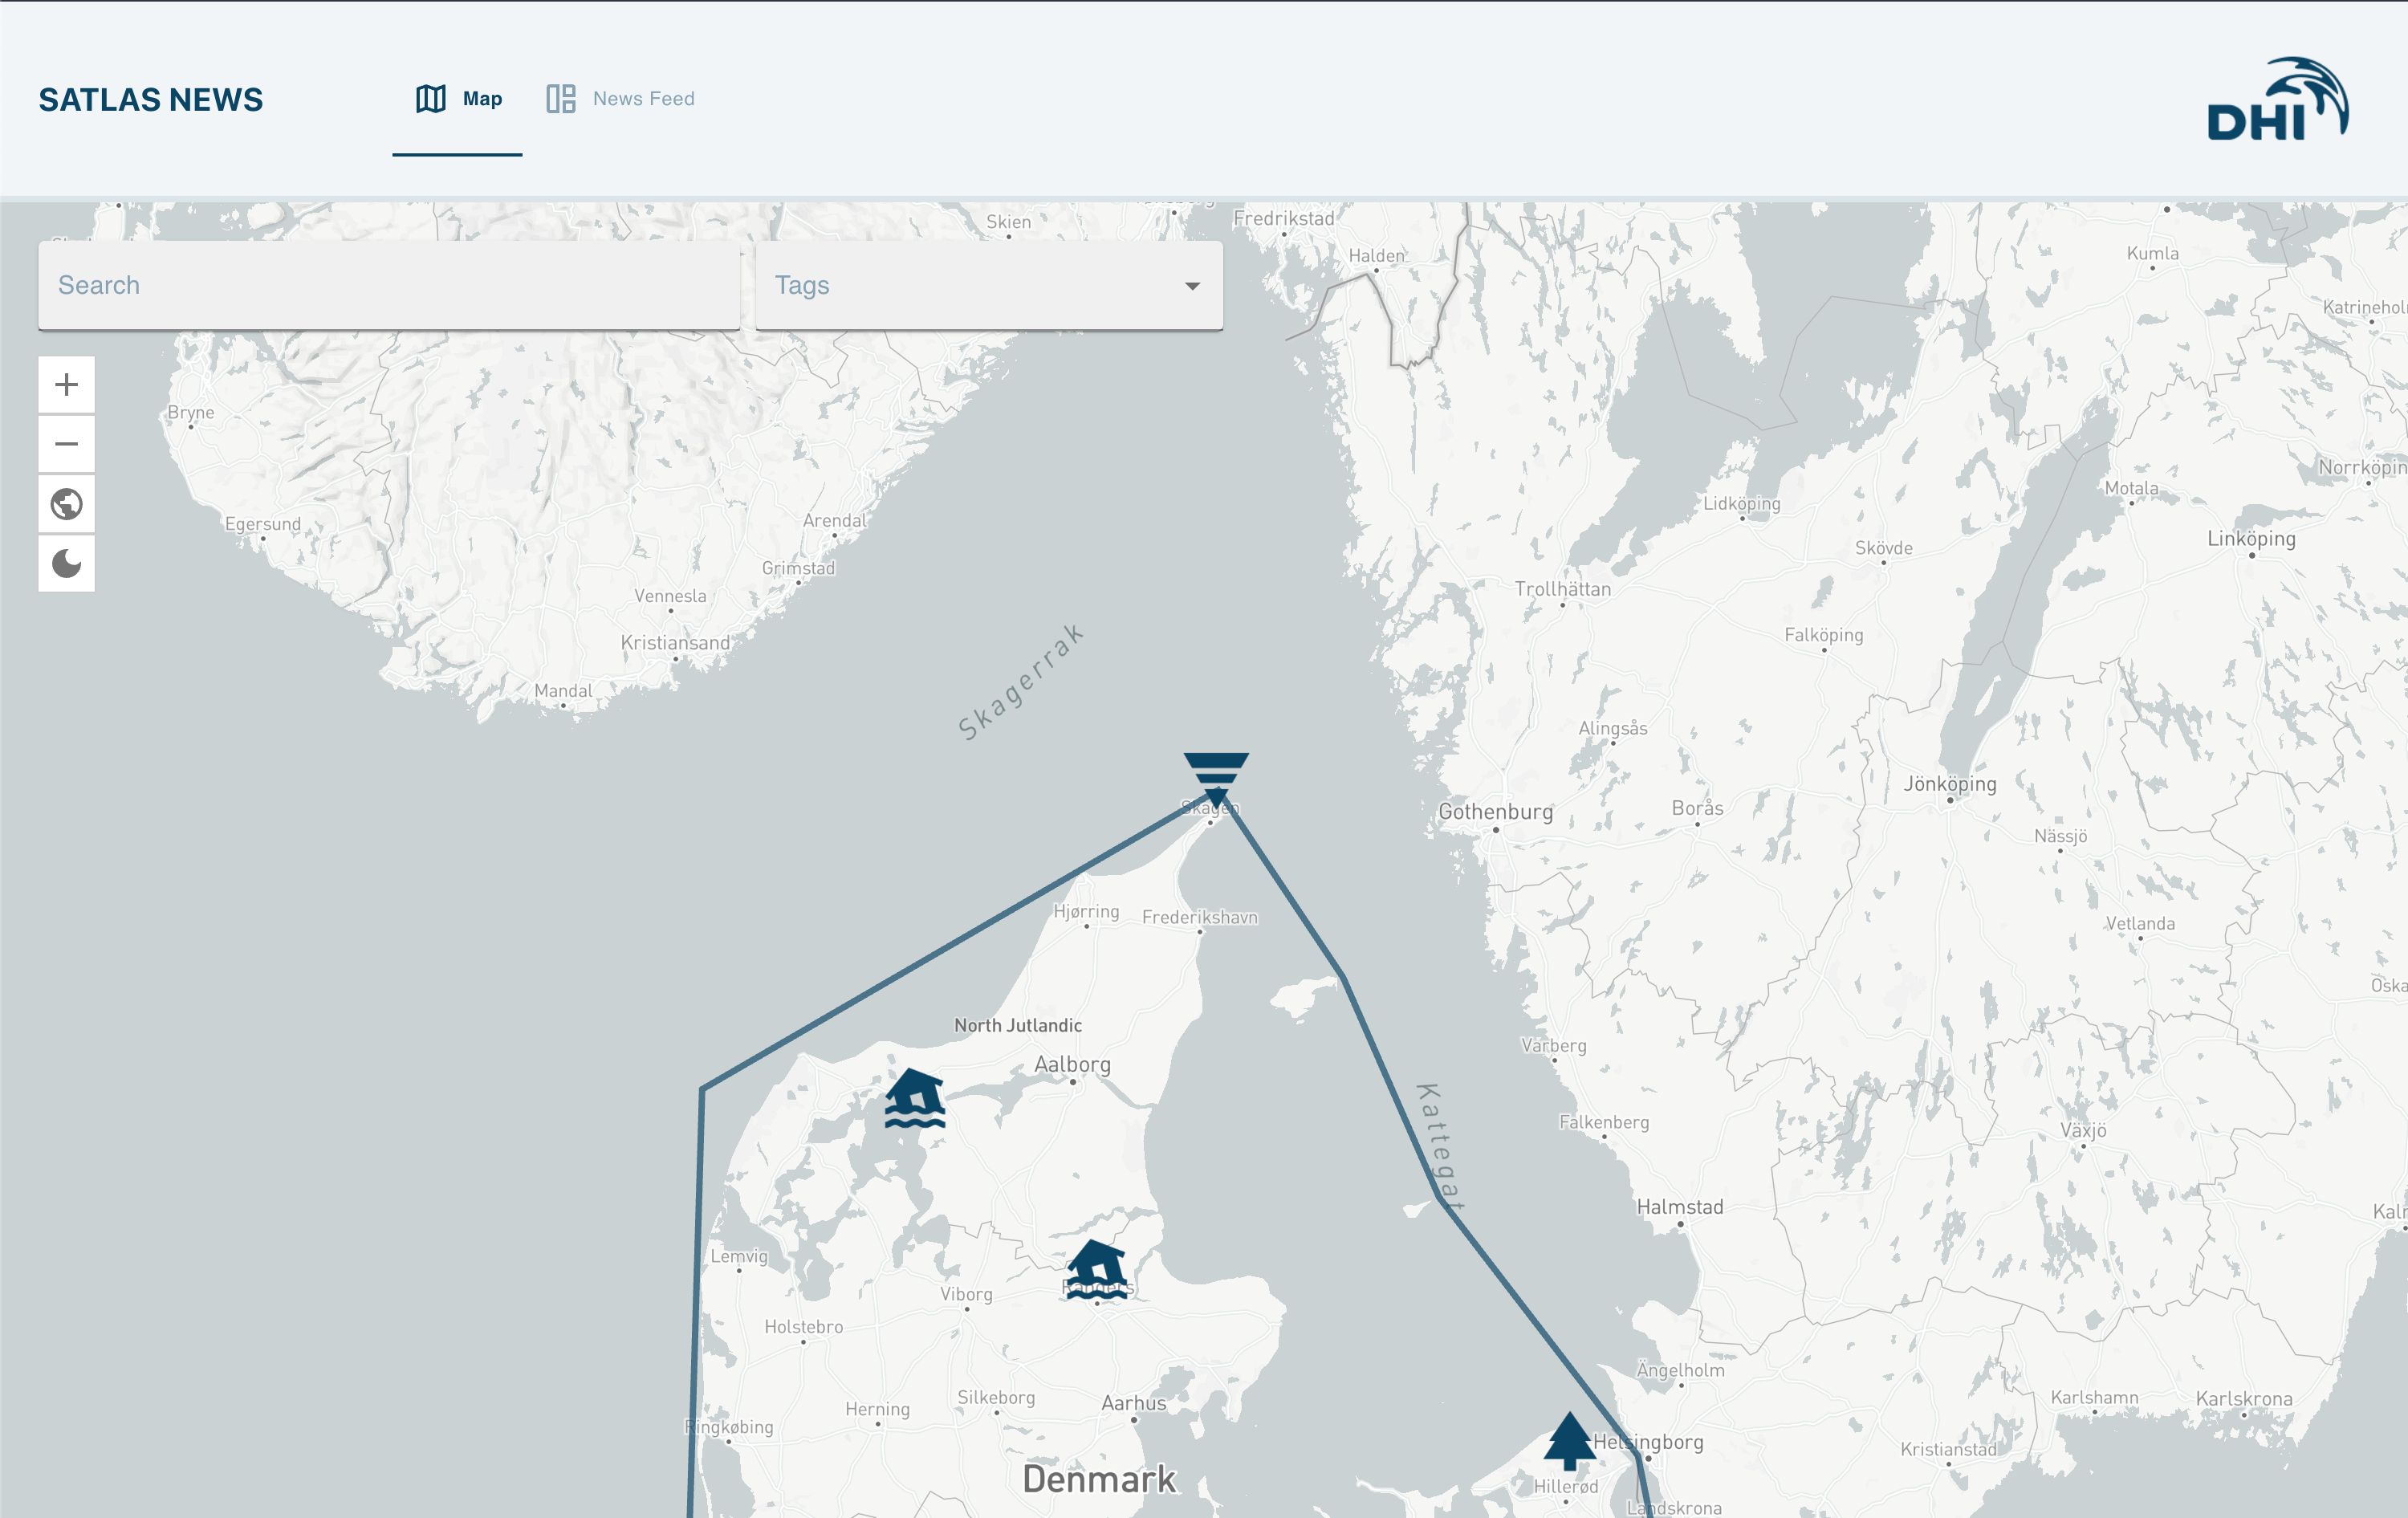 SATLAS NEWS
Map
News Feed
DHI
Skien
Fredrikstad
Halden
Kumla
Search
Tags
Katrinehol
Bryne
Norrköpin
Motala
Lidköping
Egersund
Arendal
Linköping
Skövde
Grimstad
Trollhättan
Vennesla
Falköping
Kristiansand
Skagerrak
Mandal
Alingsås
Jönköping
Skagen
Gothenburg
Borås
Nässjö
Hjørring
Frederikshavn
Vetlanda
Oska
North Jutlandic
Varberg
Aalborg
Kattegat
Falkenberg
Växjö
Halmstad
Kalr
Lemvig
Randers
Viborg
Holstebro
Ängelholm
Silkeborg
Karlshamn
Karlskrona
Aarhus
Herning
Ringkøbing
Helsingborg
Kristianstad
Denmark
Hillerød
Landskrona